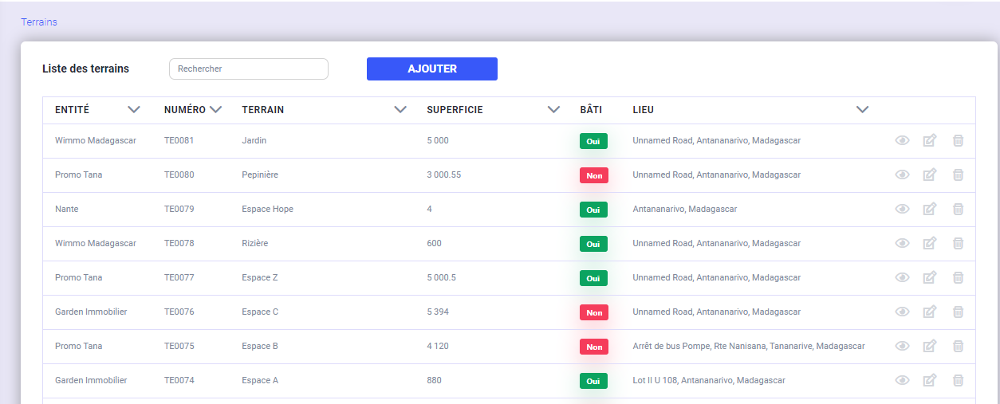 Terrains
Liste des terrains Rechercher AJOUTER
ENTITÉ NUMÉRO TERRAIN SUPERFICIE BÂTI LIEU
Wimmo Madagascar TE0081 Jardin 5 000 Oui Unnamed Road, Antananarivo, Madagascar
Promo Tana TE0080 Pepinière 3 000.55 Non Unnamed Road, Antananarivo, Madagascar
Nante TE0079 Espace Hope 4 Oui Antananarivo, Madagascar
Wimmo Madagascar TE0078 Rizière 600 Oui Unnamed Road, Antananarivo, Madagascar
Promo Tana TE0077 Espace Z 5 000.5 Oui Unnamed Road, Antananarivo, Madagascar
Garden Immobilier TE0076 Espace C 5 394 Non Unnamed Road, Antananarivo, Madagascar
Promo Tana TE0075 Espace B 4 120 Non Arrêt de bus Pompe, Rte Nanisana, Tananarive, Madagascar
Garden Immobilier TE0074 Espace A 880 Oui Lot II U 108, Antananarivo, Madagascar